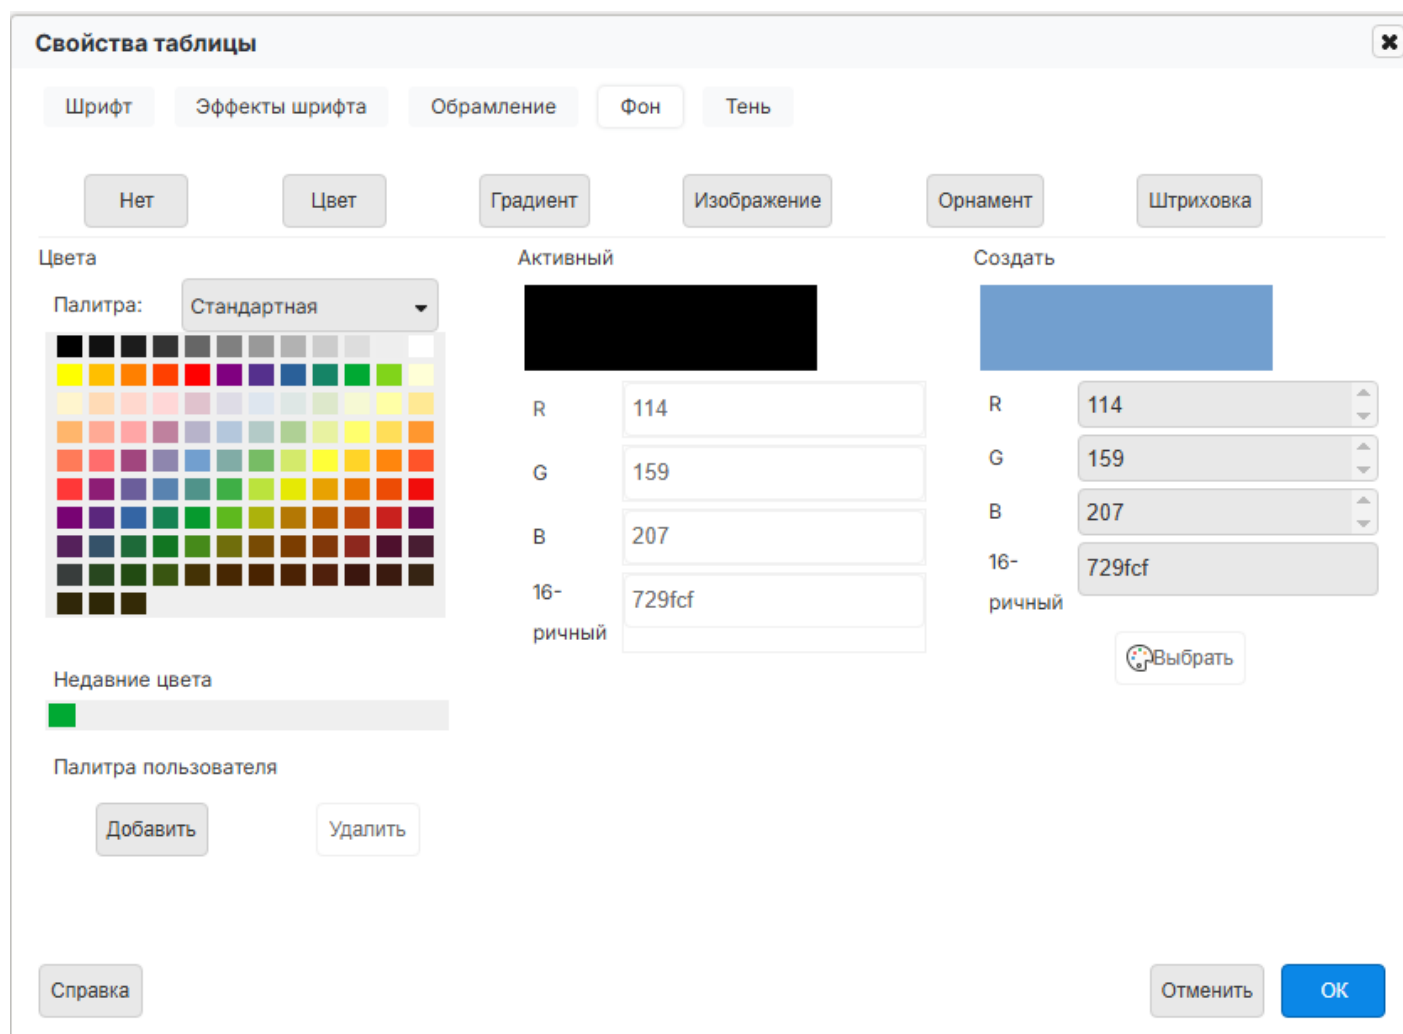 Свойства таблицы
Шрифт Эффекты шрифта Обрамление Фон Тень
Нет Цвет Градиент Изображение Орнамент Штриховка
Цвета
Палитра: Стандартная
Недавние цвета
Палитра пользователя
Добавить Удалить
Активный
R 114
G 159
B 207
16-
ричный
729fcf
Создать
R 114
G 159
B 207
16-
ричный
729fcf
Выбрать
Справка Отменить ОК